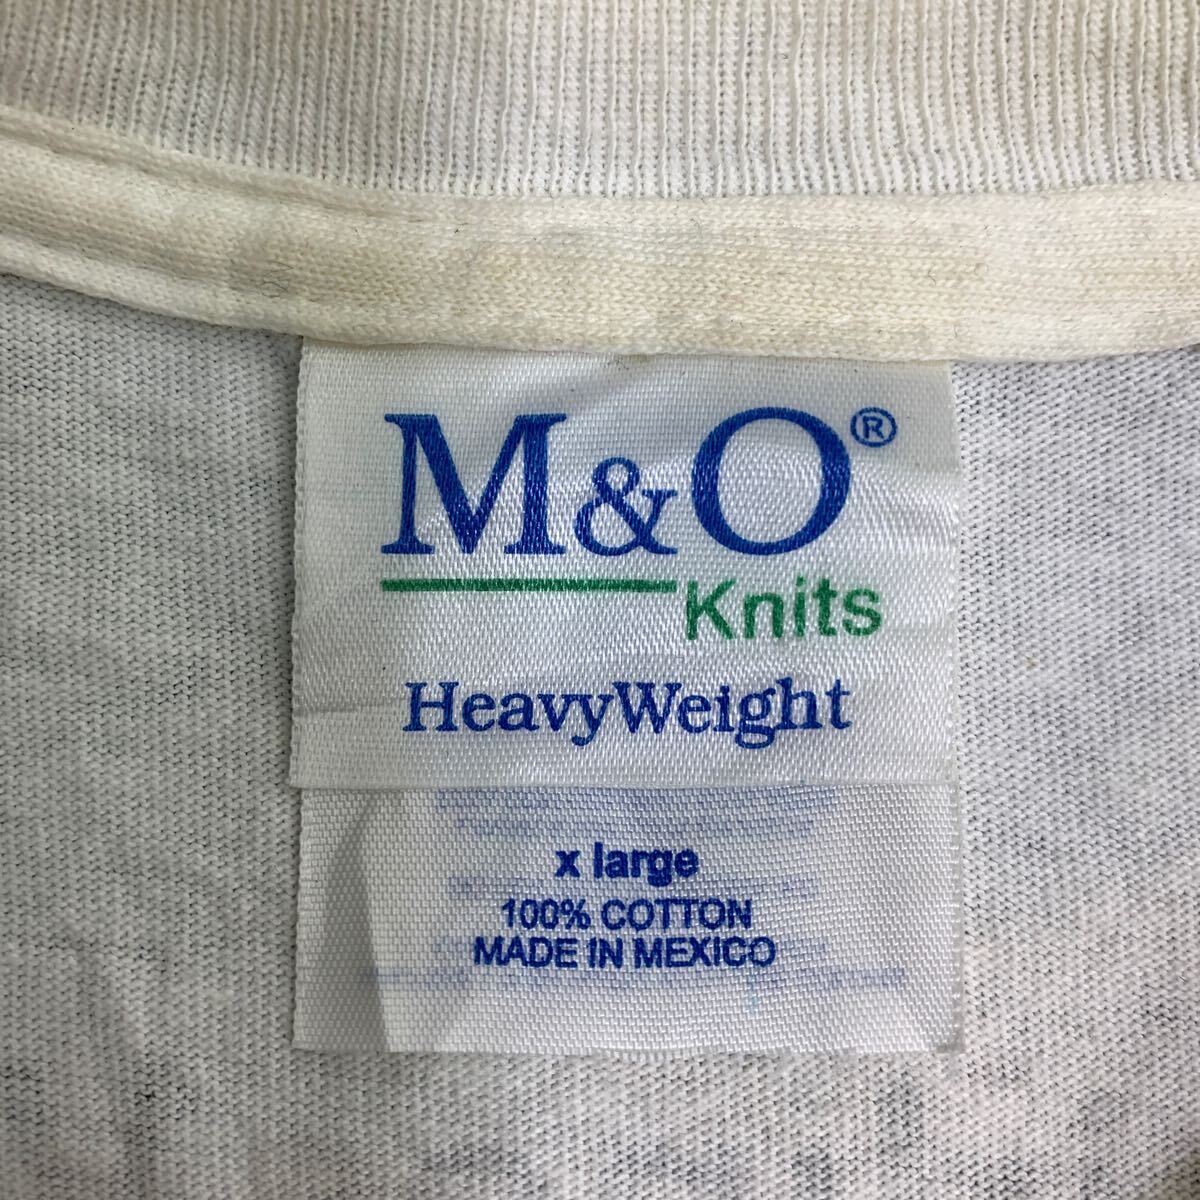 M&O®
Knits
HeavyWeight
x large
100% COTTON
MADE IN MEXICO